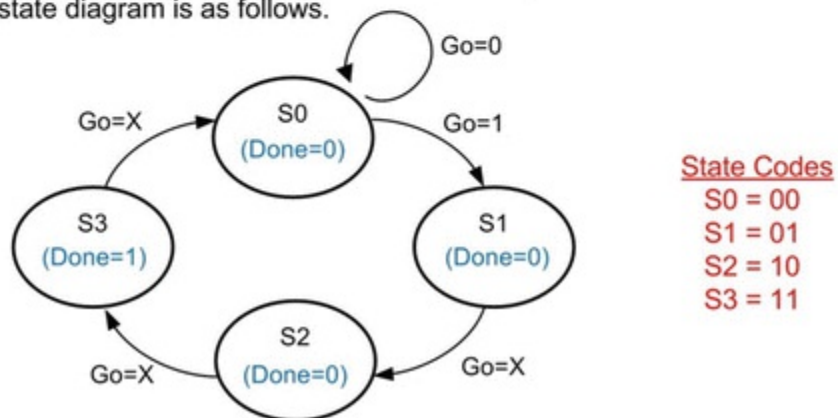 state diagram is as follows.
Go=0
S0
(Done=0)
Go=X
Go=1
S3
(Done=1)
S1
(Done=0)
S2
(Done=0)
Go=X
Go=X
State Codes
S0 = 00
S1 = 01
S2 = 10
S3 = 11